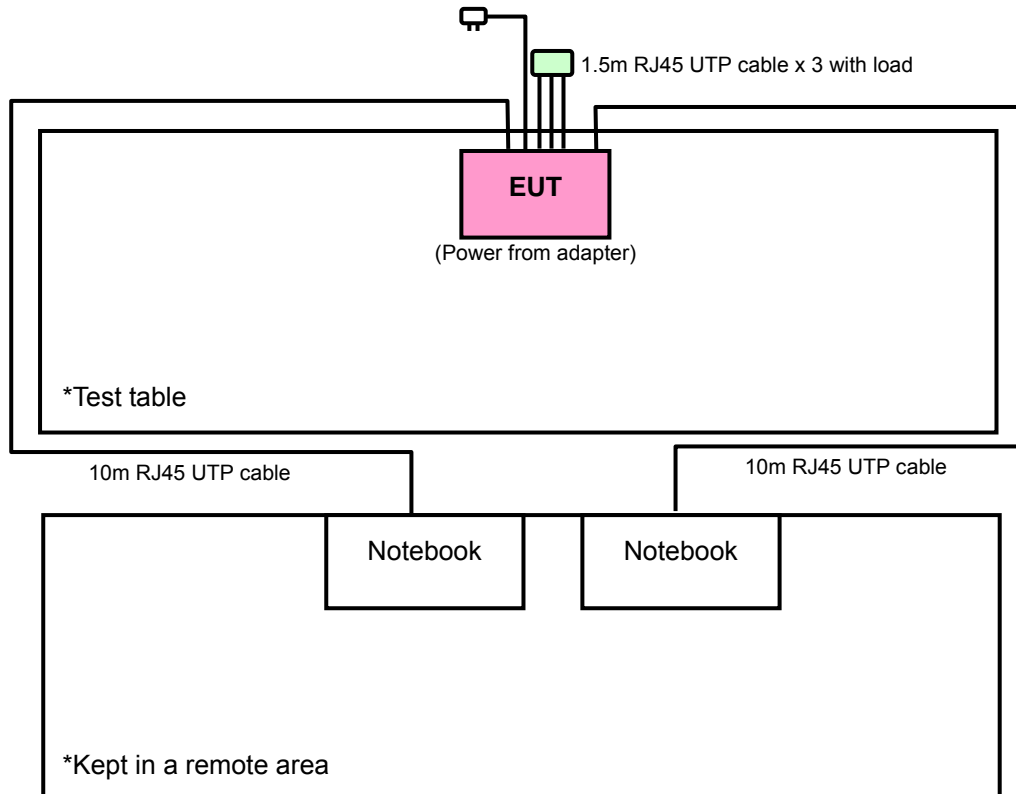 1.5m RJ45 UTP cable x 3 with load
EUT
(Power from adapter)
*Test table
10m RJ45 UTP cable
10m RJ45 UTP cable
Notebook
Notebook
*Kept in a remote area